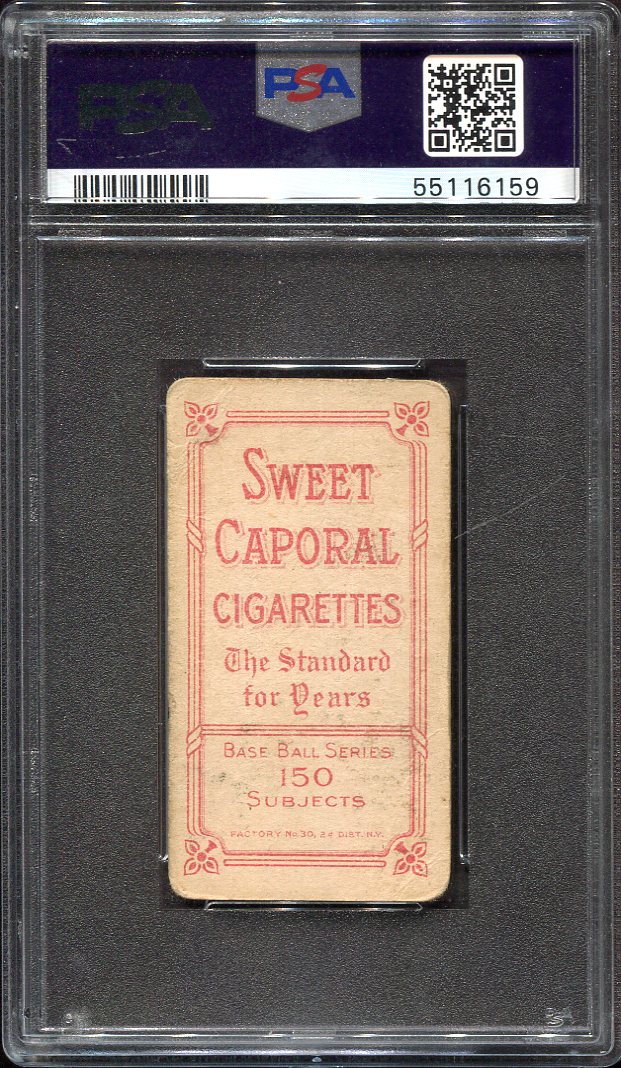 PSA
PSA
55116159
SWEET
CAPORAL
CIGARETTES
The Standard
for Years
BASE BALL SERIES
150
SUBJECTS
FACTORY No. 30, 2d DIST. N.Y.